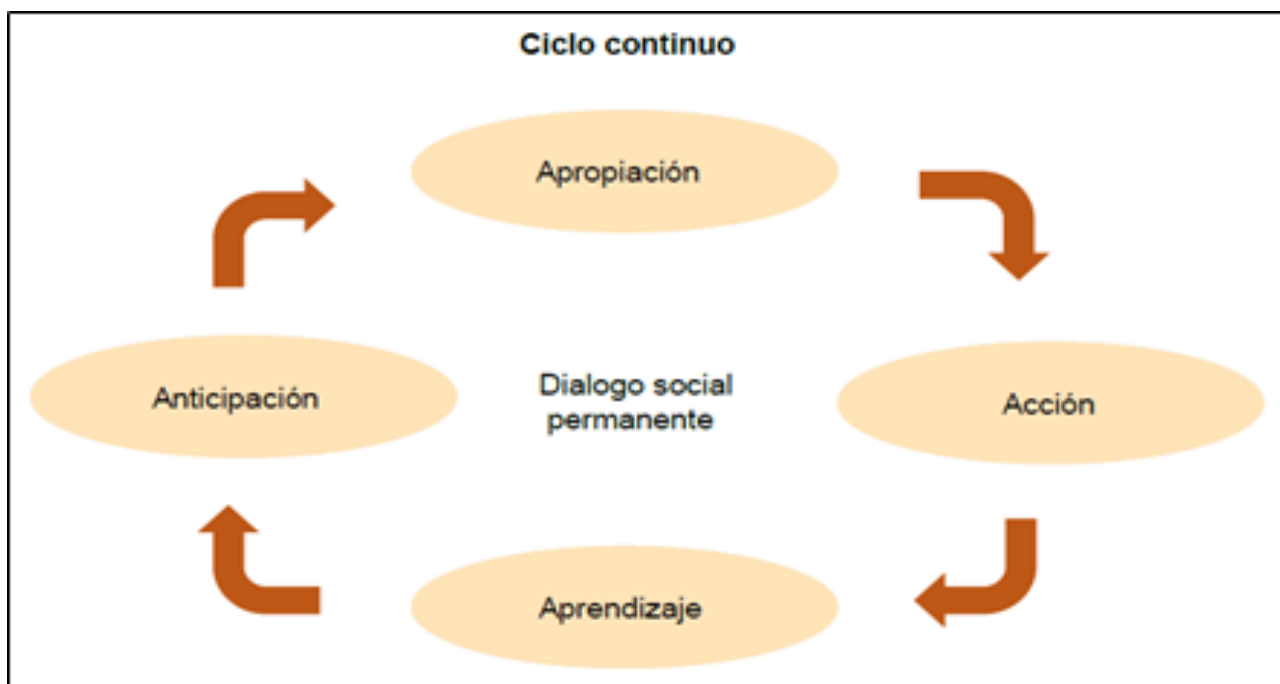 Ciclo continuo
Apropiación
Anticipación
Dialogo social
permanente
Acción
Aprendizaje